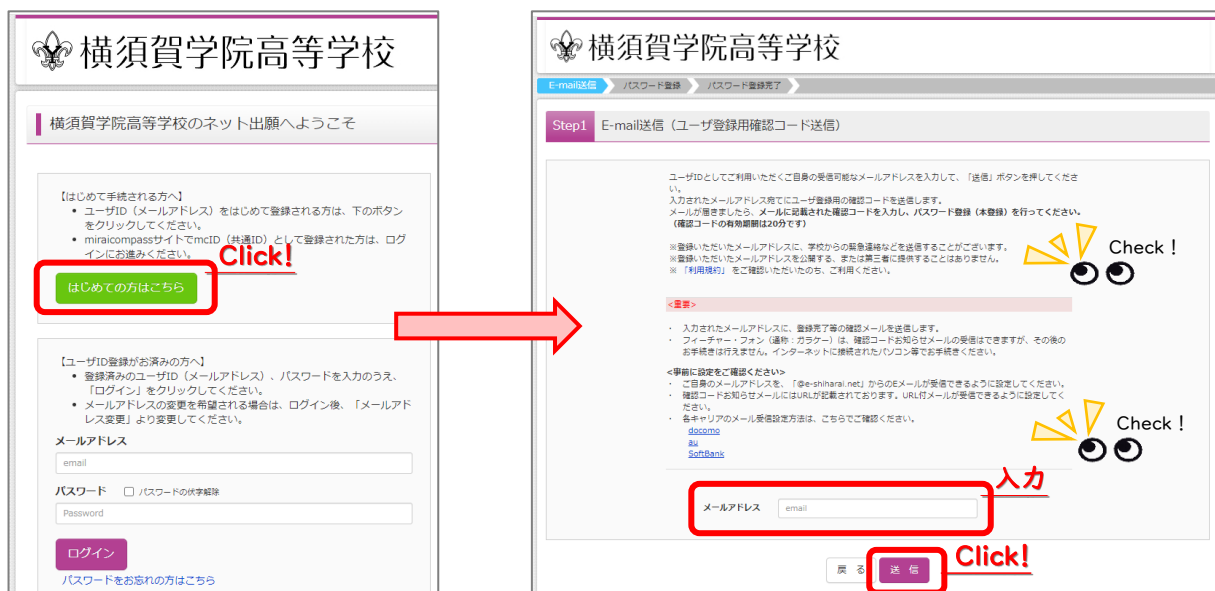 横須賀学院高等学校
横須賀学院高等学校のネット出願へようこそ
【はじめて手続される方へ】
• ユーザID（メールアドレス）をはじめて登録される方は、下のボタン
をクリックしてください。
• miraicompassサイトでmcID（共通ID）として登録された方は、ログ
インにお進みください。
Click!
はじめての方はこちら
【ユーザID登録がお済みの方へ】
• 登録済みのユーザID（メールアドレス）、パスワードを入力のうえ、
「ログイン」をクリックしてください。
• メールアドレスの変更を希望される場合は、ログイン後、「メールアド
レス変更」より変更してください。
メールアドレス
email
パスワード □ パスワードの伏字解除
Password
ログイン
パスワードをお忘れの方はこちら
横須賀学院高等学校
E-mail送信 パスワード登録 パスワード登録完了
Step1 E-mail送信（ユーザ登録用確認コード送信）
ユーザIDとしてご利用いただくご自身の受信可能なメールアドレスを入力して、「送信」ボタンを押してくださ
い。
入力されたメールアドレス宛てにユーザ登録用の確認コードを送信します。
メールが届きましたら、メールに記載された確認コードを入力し、パスワード登録（本登録）を行ってください。
（確認コードの有効期限は20分です）
※登録いただいたメールアドレスに、学校からの緊急連絡などを送信することがございます。
※登録いただいたメールアドレスを公開する、または第三者に提供することはありません。
※ 「利用規約」 をご確認いただいたのち、ご利用ください。
Check！
<重要>
・ 入力されたメールアドレスに、登録完了等の確認メールを送信します。
・ フィーチャー・フォン（通称：ガラケー）は、確認コードお知らせメールの受信はできますが、その後の
お手続きは行えません。インターネットに接続されたパソコン等でお手続きください。
<事前に設定をご確認ください>
・ ご自身のメールアドレスを、「@e-shiharai.net」からのEメールが受信できるように設定してください。
・ 確認コードお知らせメールにはURLが記載されております。URL付メールが受信できるように設定してく
ださい。
・ 各キャリアのメール受信設定方法は、こちらでご確認ください。
docomo
au
SoftBank
Check！
入力
メールアドレス email
戻 る 送 信
Click!